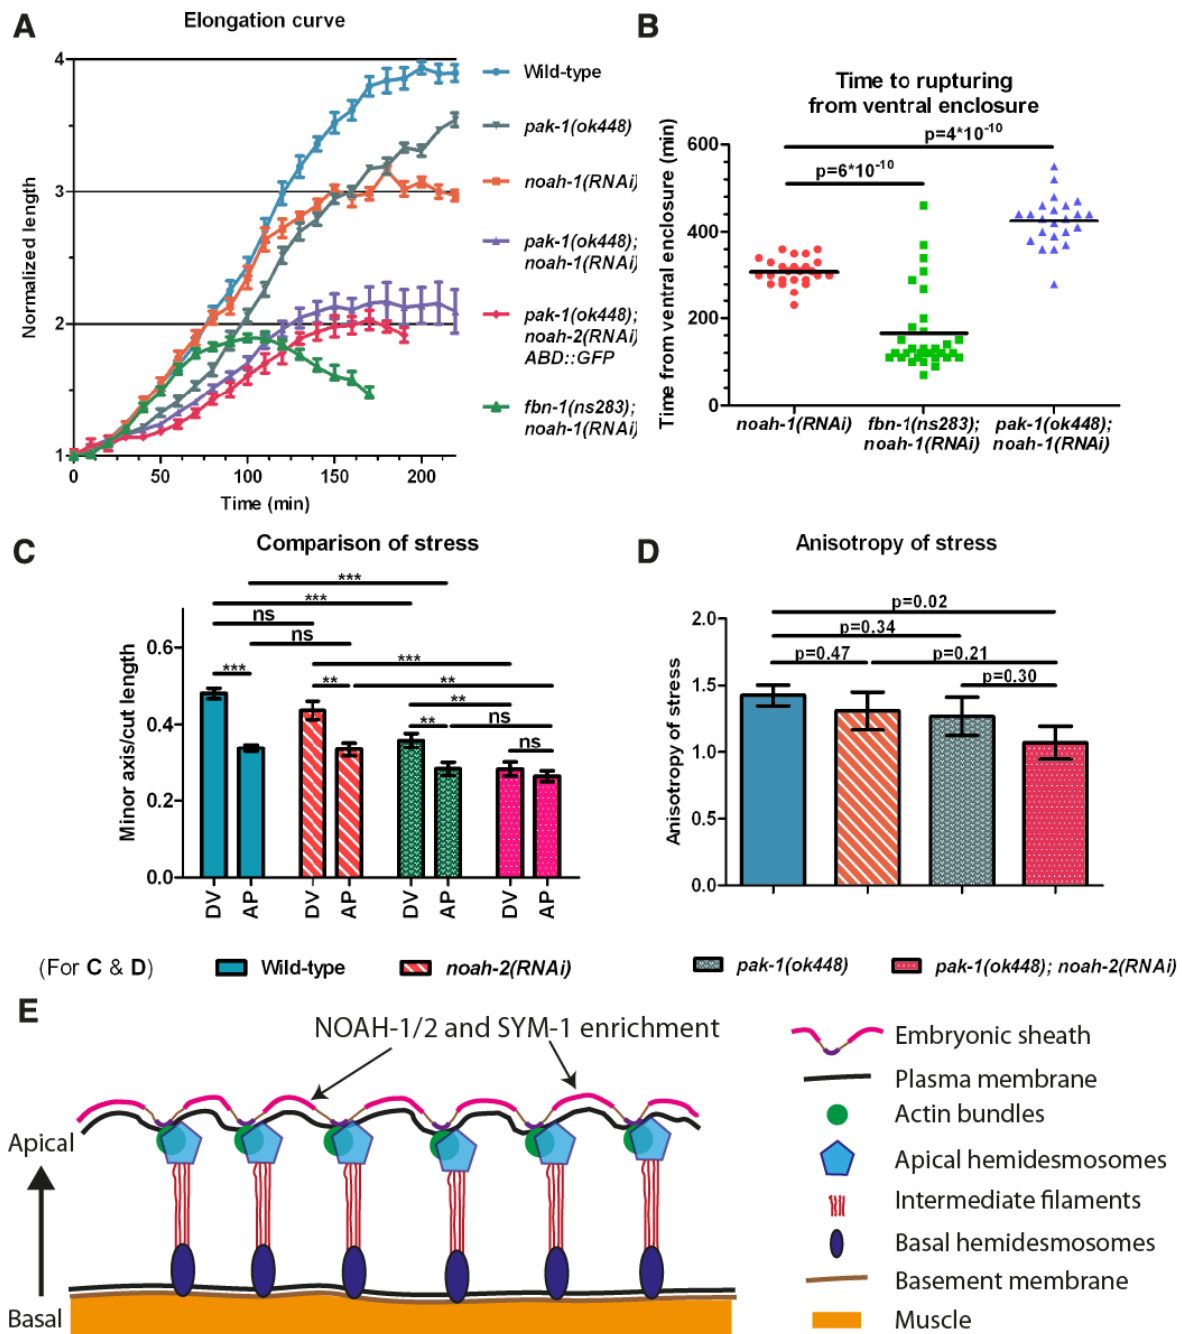 A
Elongation curve
Normalized length
4
3
2
1
0
50
100
150
200
Time (min)
Wild-type
pak-1(ok448)
noah-1(RNAi)
pak-1(ok448);
noah-1(RNAi)
pak-1(ok448);
noah-2(RNAi)
ABD::GFP
fbn-1(ns283);
noah-1(RNAi)
B
Time to rupturing
from ventral enclosure
Time from ventral enclosure (min)
p=4*10-10
p=6*10-10
600
400
200
0
noah-1(RNAi)
fbn-1(ns283);
noah-1(RNAi)
pak-1(ok448);
noah-1(RNAi)
C
Comparison of stress
Minor axis/cut length
0.6
0.4
0.2
0.0
***
***
ns
ns
***
***
**
**
**
**
ns
ns
DV
AP
DV
AP
DV
AP
DV
AP
D
Anisotropy of stress
Anisotropy of stress
2.0
1.5
1.0
0.5
0.0
p=0.02
p=0.34
p=0.47
p=0.21
p=0.30
(For C & D)
Wild-type
noah-2(RNAi)
pak-1(ok448)
pak-1(ok448); noah-2(RNAi)
E
NOAH-1/2 and SYM-1 enrichment
Apical
Basal
Embryonic sheath
Plasma membrane
Actin bundles
Apical hemidesmosomes
Intermediate filaments
Basal hemidesmosomes
Basement membrane
Muscle